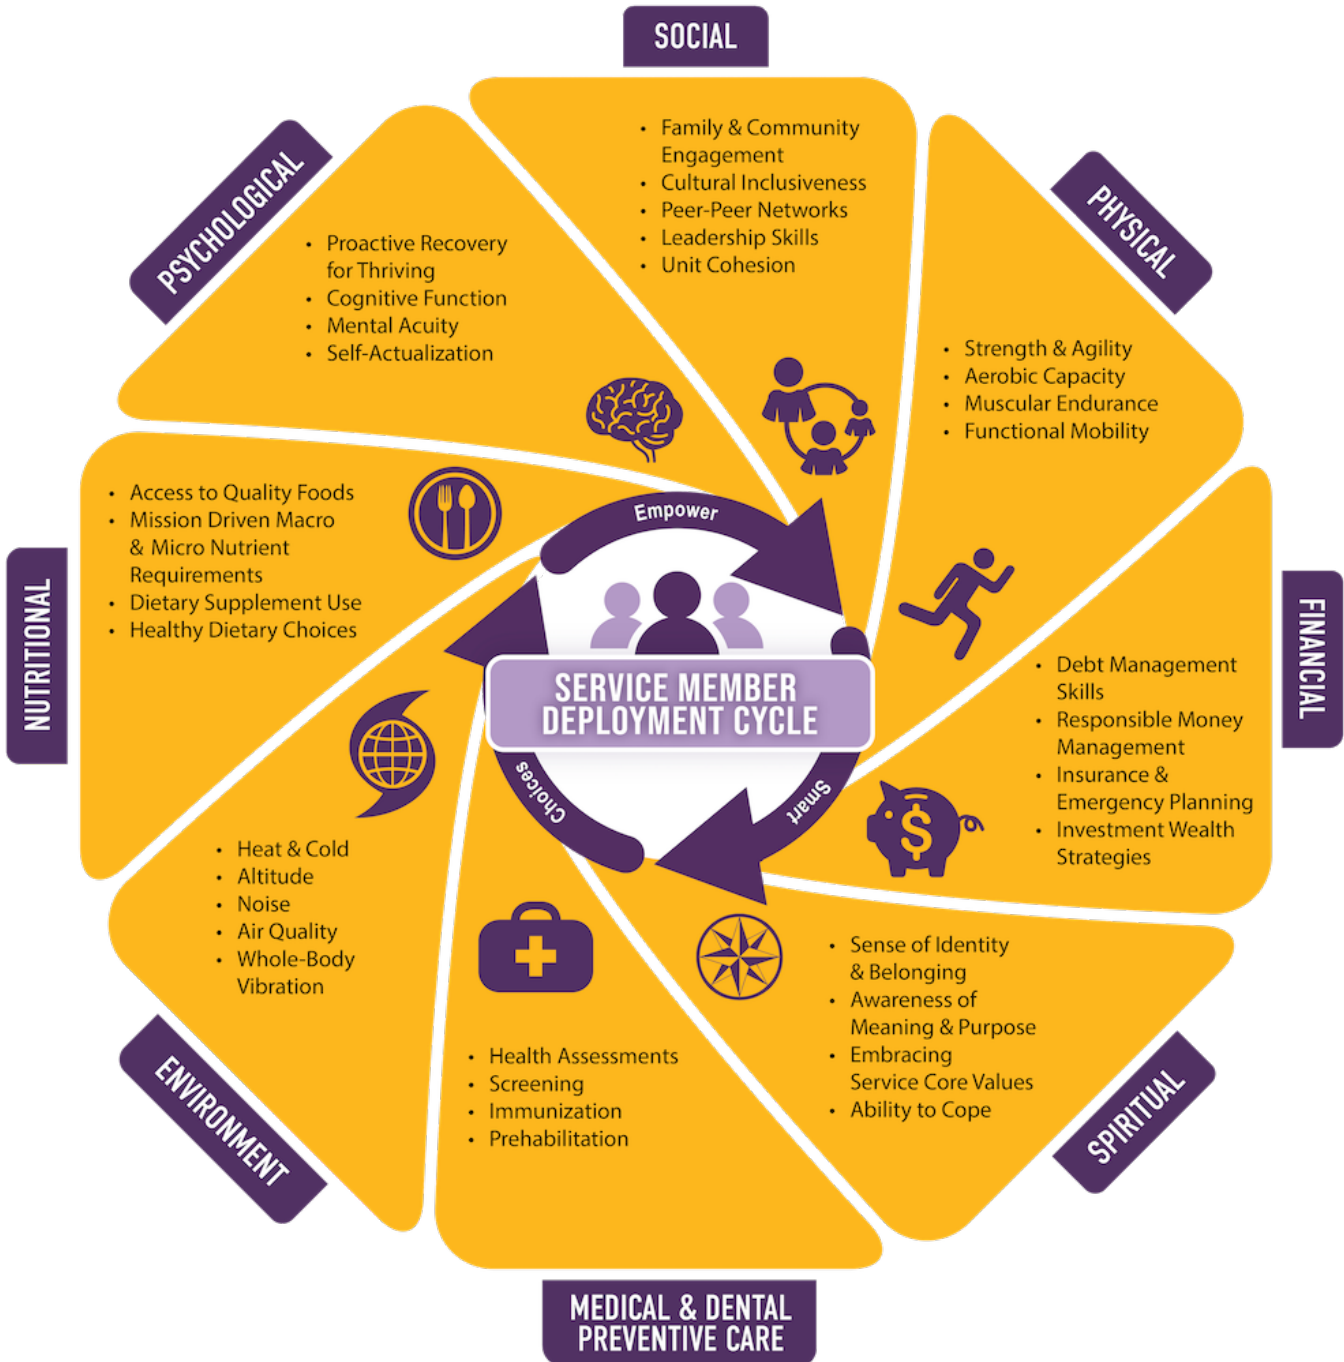 SOCIAL
• Family & Community
Engagement
• Cultural Inclusiveness
• Peer-Peer Networks
• Leadership Skills
• Unit Cohesion
PHYSICAL
• Strength & Agility
• Aerobic Capacity
• Muscular Endurance
• Functional Mobility
FINANCIAL
• Debt Management
Skills
• Responsible Money
Management
• Insurance &
Emergency Planning
• Investment Wealth
Strategies
$
SPIRITUAL
• Sense of Identity
& Belonging
• Awareness of
Meaning & Purpose
• Embracing
Service Core Values
• Ability to Cope
MEDICAL & DENTAL
PREVENTIVE CARE
• Health Assessments
• Screening
• Immunization
• Prehabilitation
ENVIRONMENT
• Heat & Cold
• Altitude
• Noise
• Air Quality
• Whole-Body
Vibration
NUTRITIONAL
• Access to Quality Foods
• Mission Driven Macro
& Micro Nutrient
Requirements
• Dietary Supplement Use
• Healthy Dietary Choices
PSYCHOLOGICAL
• Proactive Recovery
for Thriving
• Cognitive Function
• Mental Acuity
• Self-Actualization
Empower
Smart
Choices
SERVICE MEMBER
DEPLOYMENT CYCLE